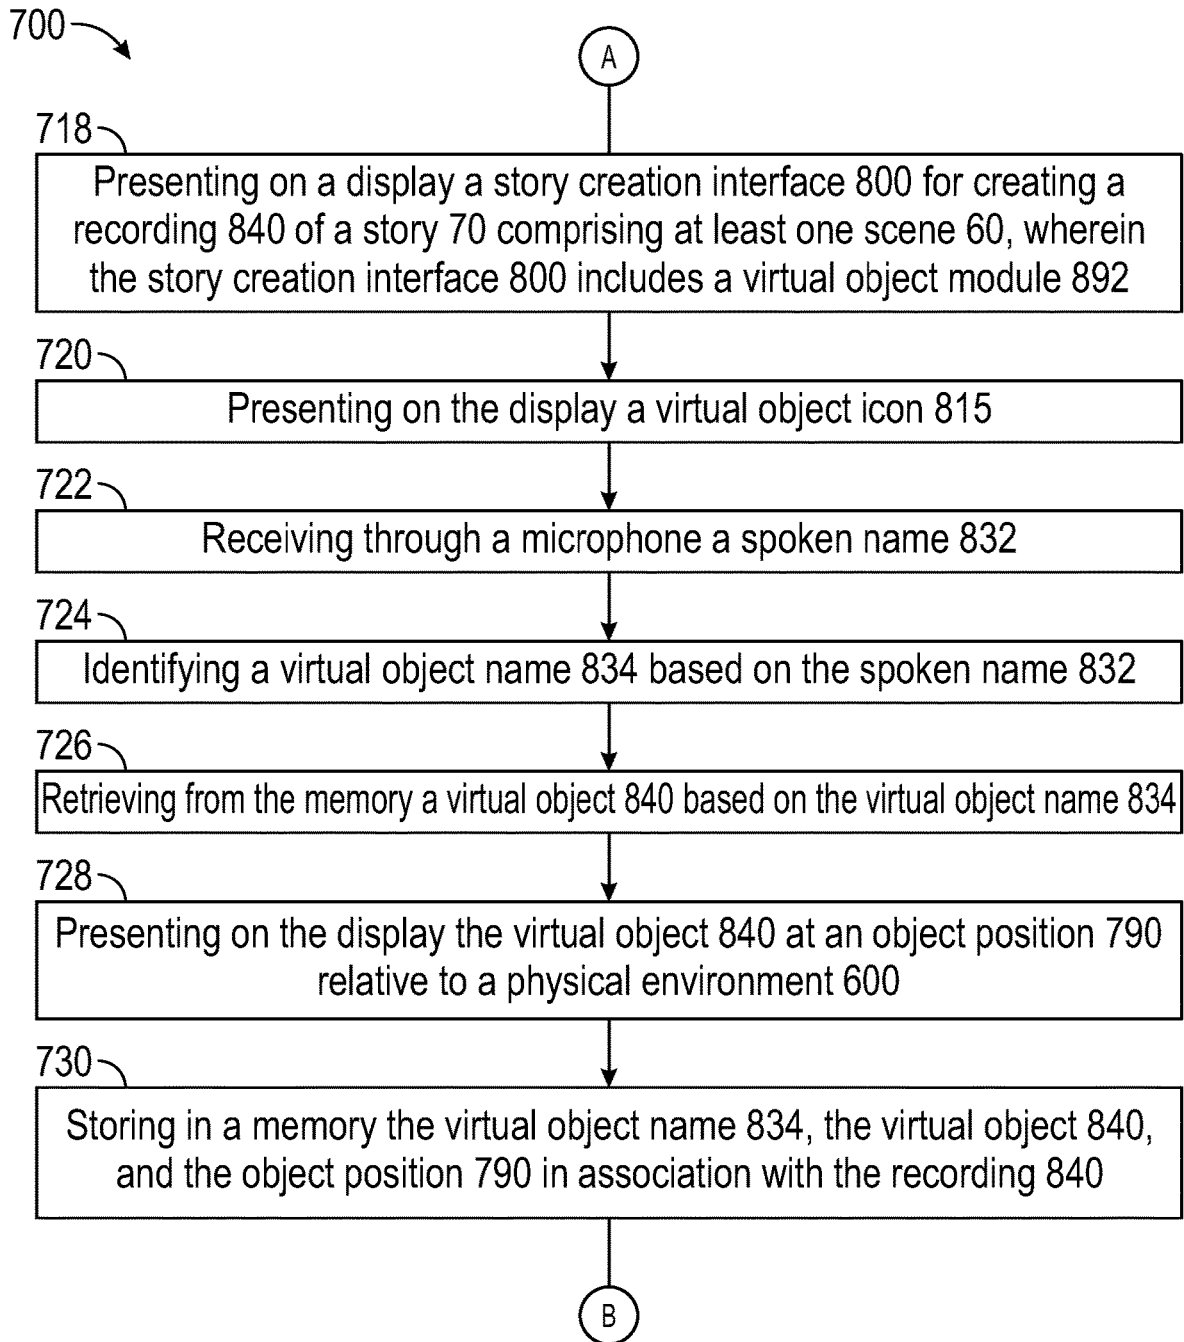 700
A
718
Presenting on a display a story creation interface 800 for creating a
recording 840 of a story 70 comprising at least one scene 60, wherein
the story creation interface 800 includes a virtual object module 892
720
Presenting on the display a virtual object icon 815
722
Receiving through a microphone a spoken name 832
724
Identifying a virtual object name 834 based on the spoken name 832
726
Retrieving from the memory a virtual object 840 based on the virtual object name 834
728
Presenting on the display the virtual object 840 at an object position 790
relative to a physical environment 600
730
Storing in a memory the virtual object name 834, the virtual object 840,
and the object position 790 in association with the recording 840
B